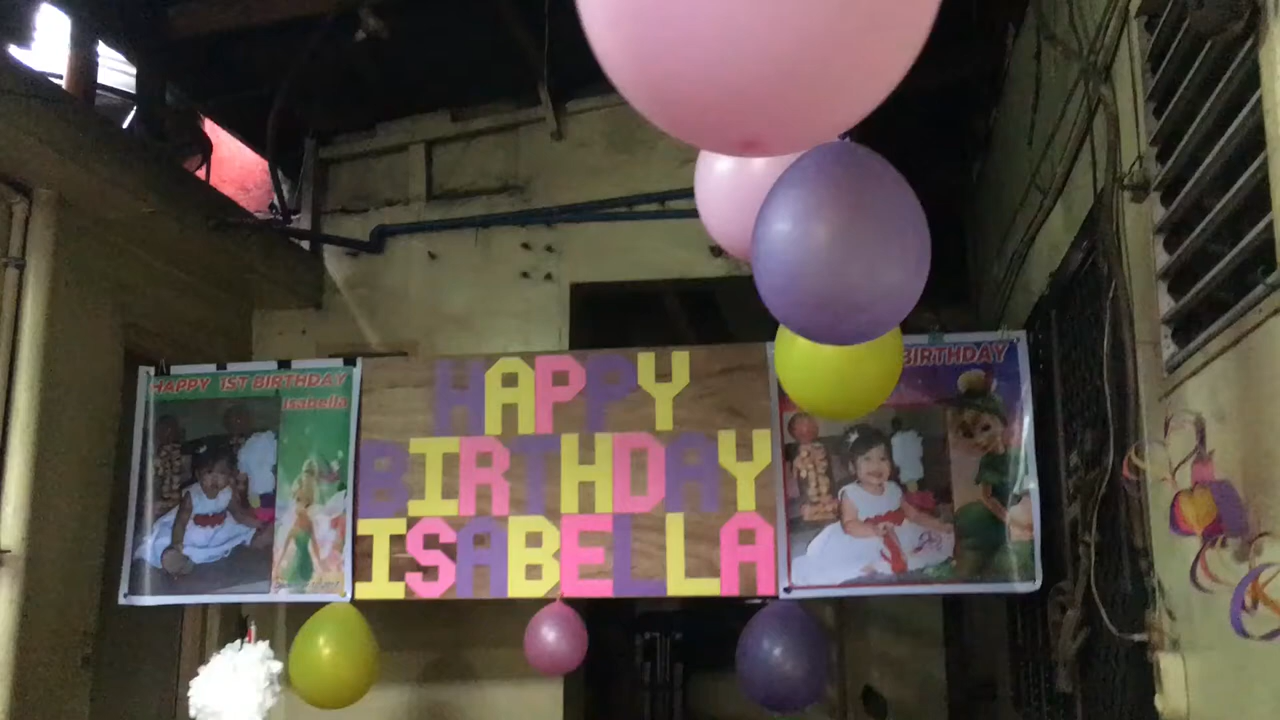 HAPPY 1ST BIRTHDAY
Isabella
HAPPY
BIRTHDAY
ISABELLA
BIRTHDAY